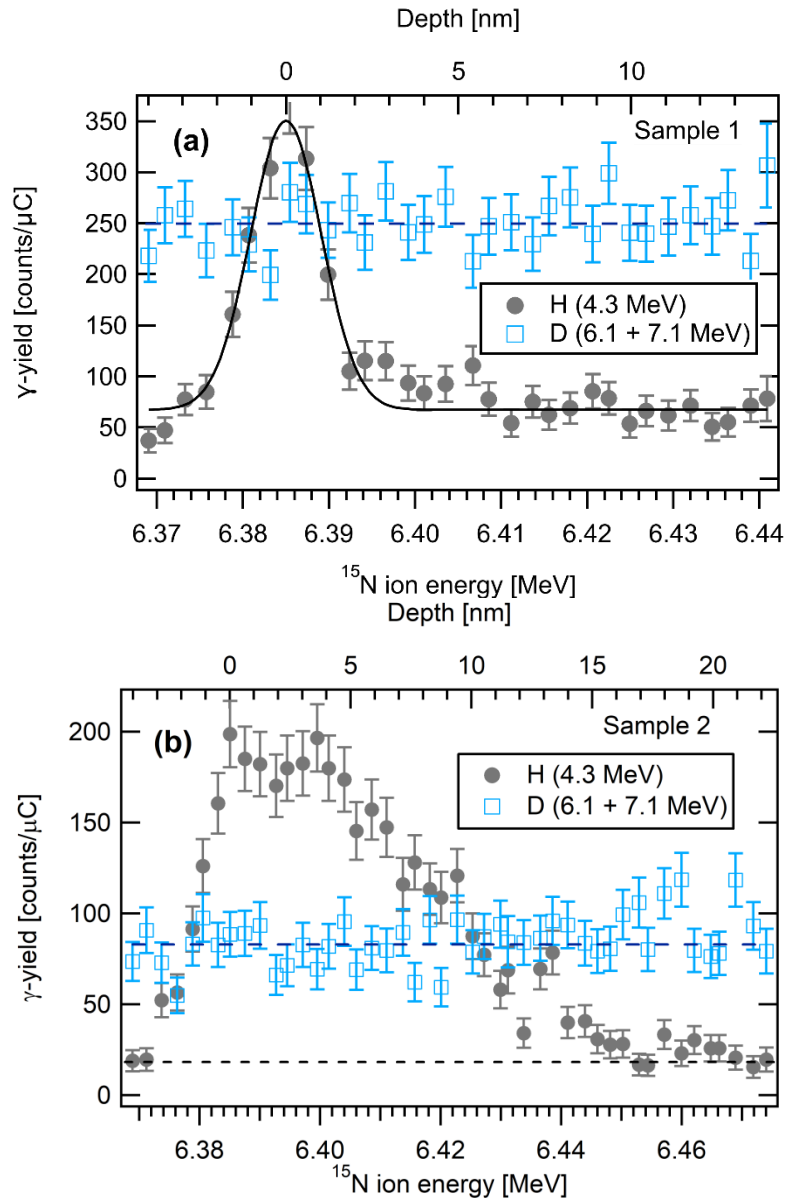 Depth [nm]
0 5 10
(a)
Sample 1
350
300
250
200
150
100
50
0
Y-yield [counts/µC]
H (4.3 MeV)
D (6.1 + 7.1 MeV)
6.37 6.38 6.39 6.40 6.41 6.42 6.43 6.44
15N ion energy [MeV]
Depth [nm]
0 5 10 15 20
(b)
Sample 2
200
150
100
50
0
γ-yield [counts/µC]
H (4.3 MeV)
D (6.1 + 7.1 MeV)
6.38 6.40 6.42 6.44 6.46
15N ion energy [MeV]